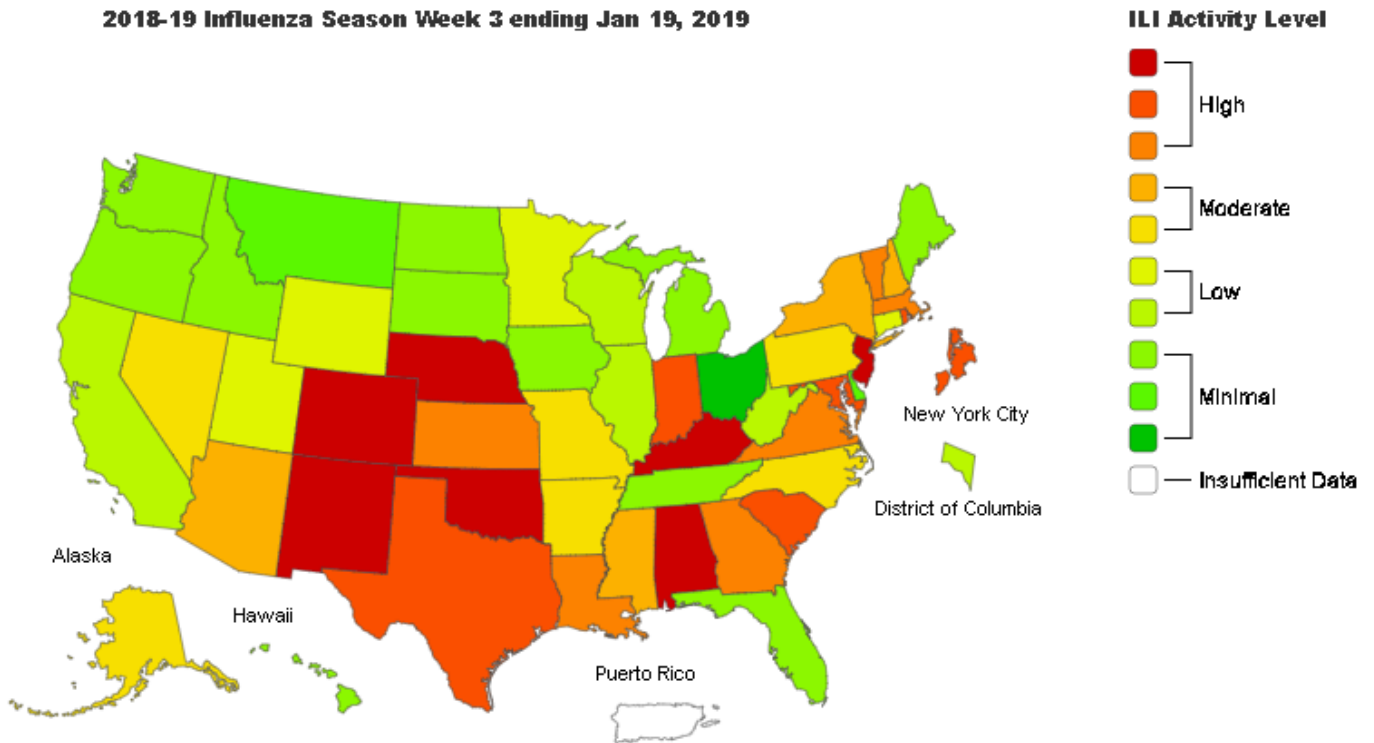 2018-19 Influenza Season Week 3 ending Jan 19, 2019
ILI Activity Level
High
Moderate
Low
Minimal
Insufficient Data
New York City
District of Columbia
Alaska
Hawaii
Puerto Rico